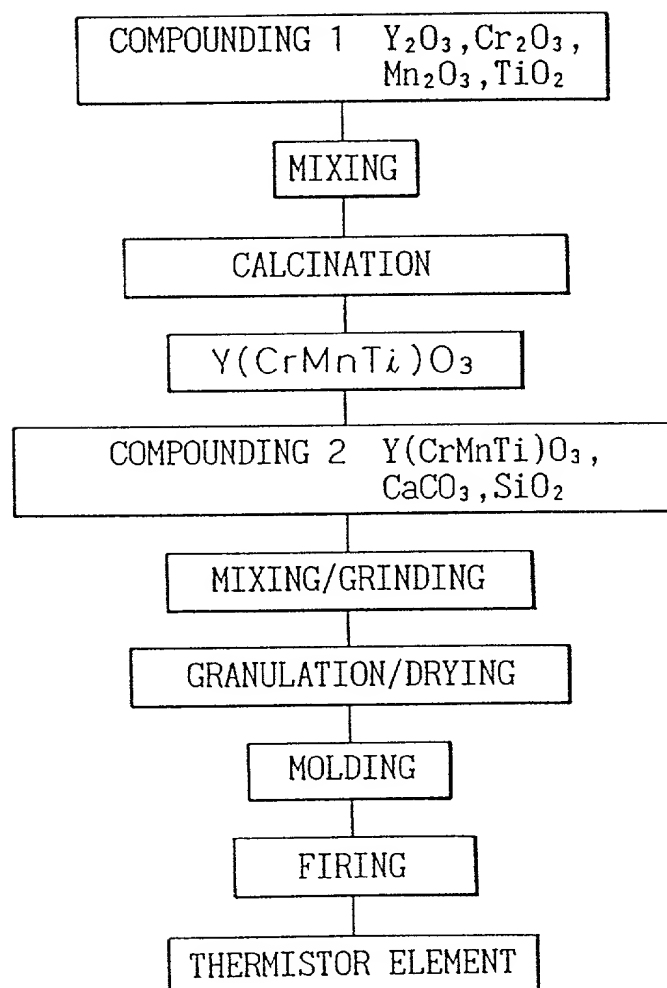 COMPOUNDING 1 Y₂O₃,Cr₂O₃,
Mn₂O₃,TiO₂
MIXING
CALCINATION
Y(CrMnTi)O₃
COMPOUNDING 2 Y(CrMnTi)O₃,
CaCO₃,SiO₂
MIXING/GRINDING
GRANULATION/DRYING
MOLDING
FIRING
THERMISTOR ELEMENT